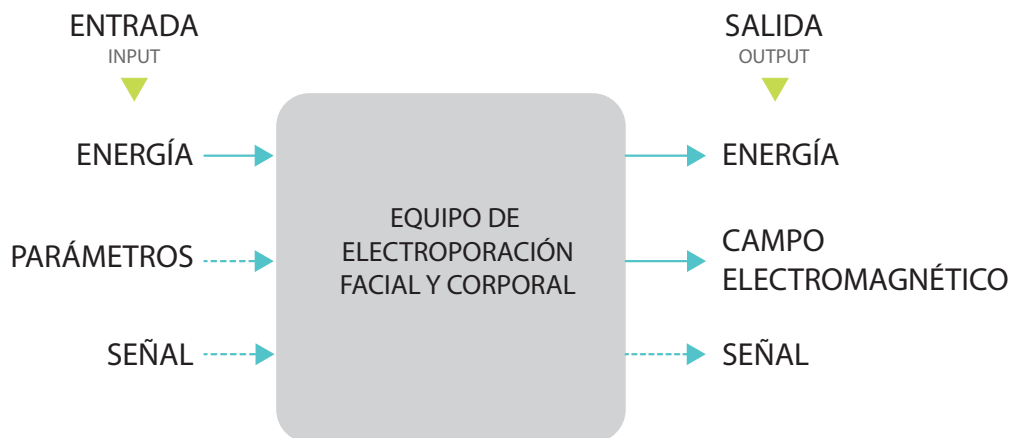 ENTRADA
INPUT
SALIDA
OUTPUT
ENERGÍA
PARÁMETROS
SEÑAL
EQUIPO DE
ELECTROPORACIÓN
FACIAL Y CORPORAL
ENERGÍA
CAMPO
ELECTROMAGNÉTICO
SEÑAL